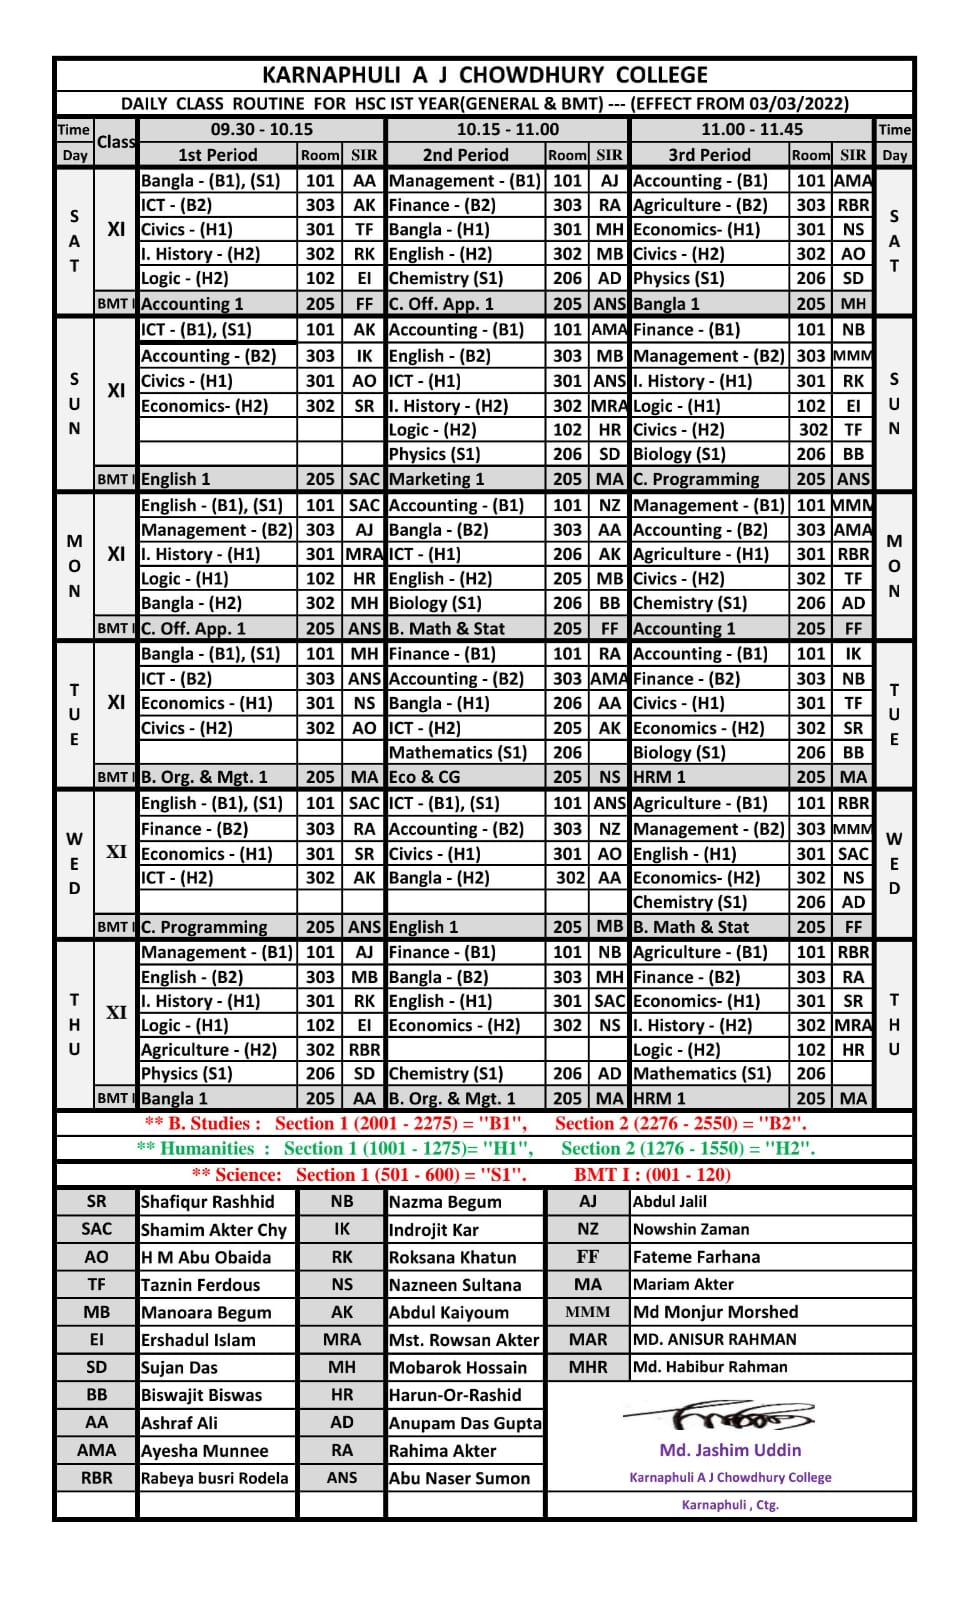 KARNAPHULI A J CHOWDHURY COLLEGE
DAILY CLASS ROUTINE FOR HSC IST YEAR(GENERAL & BMT) --- (EFFECT FROM 03/03/2022)
Time Class 09.30 - 10.15 10.15 - 11.00 11.00 - 11.45 Time
Day 1st Period Room SIR 2nd Period Room SIR 3rd Period Room SIR Day
SAT XI Bangla - (B1), (S1) 101 AA Management - (B1) 101 AJ Accounting - (B1) 101 AMA SAT
ICT - (B2) 303 AK Finance - (B2) 303 RA Agriculture - (B2) 303 RBR
Civics - (H1) 301 TF Bangla - (H1) 301 MH Economics- (H1) 301 NS
I. History - (H2) 302 RK English - (H2) 302 MB Civics - (H2) 302 AO
Logic - (H2) 102 EI Chemistry (S1) 206 AD Physics (S1) 206 SD
BMT I Accounting 1 205 FF C. Off. App. 1 205 ANS Bangla 1 205 MH
SUN XI ICT - (B1), (S1) 101 AK Accounting - (B1) 101 AMA Finance - (B1) 101 NB SUN
Accounting - (B2) 303 IK English - (B2) 303 MB Management - (B2) 303 MMM
Civics - (H1) 301 AO ICT - (H1) 301 ANS I. History - (H1) 301 RK
Economics- (H2) 302 SR I. History - (H2) 302 MRA Logic - (H1) 102 EI
Logic - (H2) 102 HR Civics - (H2) 302 TF
Physics (S1) 206 SD Biology (S1) 206 BB
BMT I English 1 205 SAC Marketing 1 205 MA C. Programming 205 ANS
MON XI English - (B1), (S1) 101 SAC Accounting - (B1) 101 NZ Management - (B1) 101 MMM MON
Management - (B2) 303 AJ Bangla - (B2) 303 AA Accounting - (B2) 303 AMA
I. History - (H1) 301 MRA ICT - (H1) 206 AK Agriculture - (H1) 301 RBR
Logic - (H1) 102 HR English - (H2) 205 MB Civics - (H2) 302 TF
Bangla - (H2) 302 MH Biology (S1) 206 BB Chemistry (S1) 206 AD
BMT I C. Off. App. 1 205 ANS B. Math & Stat 205 FF Accounting 1 205 FF
TUE XI Bangla - (B1), (S1) 101 MH Finance - (B1) 101 RA Accounting - (B1) 101 IK TUE
ICT - (B2) 303 ANS Accounting - (B2) 303 AMA Finance - (B2) 303 NB
Economics - (H1) 301 NS Bangla - (H1) 206 AA Civics - (H1) 301 TF
Civics - (H2) 302 AO ICT - (H2) 205 AK Economics - (H2) 302 SR
Mathematics (S1) 206 Biology (S1) 206 BB
BMT I B. Org. & Mgt. 1 205 MA Eco & CG 205 NS HRM 1 205 MA
WED XI English - (B1), (S1) 101 SAC ICT - (B1), (S1) 101 ANS Agriculture - (B1) 101 RBR WED
Finance - (B2) 303 RA Accounting - (B2) 303 NZ Management - (B2) 303 MMM
Economics - (H1) 301 SR Civics - (H1) 301 AO English - (H1) 301 SAC
ICT - (H2) 302 AK Bangla - (H2) 302 AA Economics- (H2) 302 NS
Chemistry (S1) 206 AD
BMT I C. Programming 205 ANS English 1 205 MB B. Math & Stat 205 FF
THU XI Management - (B1) 101 AJ Finance - (B1) 101 NB Agriculture - (B1) 101 RBR THU
English - (B2) 303 MB Bangla - (B2) 303 MH Finance - (B2) 303 RA
I. History - (H1) 301 RK English - (H1) 301 SAC Economics- (H1) 301 SR
Logic - (H1) 102 EI Economics - (H2) 302 NS I. History - (H2) 302 MRA
Agriculture - (H2) 302 RBR Logic - (H2) 102 HR
Physics (S1) 206 SD Chemistry (S1) 206 AD Mathematics (S1) 206
BMT I Bangla 1 205 AA B. Org. & Mgt. 1 205 MA HRM 1 205 MA
** B. Studies : Section 1 (2001 - 2275) = "B1", Section 2 (2276 - 2550) = "B2".
** Humanities : Section 1 (1001 - 1275)= "H1", Section 2 (1276 - 1550) = "H2".
** Science: Section 1 (501 - 600) = "S1". BMT I : (001 - 120)
SR Shafiqur Rashhid NB Nazma Begum AJ Abdul Jalil
SAC Shamim Akter Chy IK Indrojit Kar NZ Nowshin Zaman
AO H M Abu Obaida RK Roksana Khatun FF Fateme Farhana
TF Taznin Ferdous NS Nazneen Sultana MA Mariam Akter
MB Manoara Begum AK Abdul Kaiyoum MMM Md Monjur Morshed
EI Ershadul Islam MRA Mst. Rowsan Akter MAR MD. ANISUR RAHMAN
SD Sujan Das MH Mobarok Hossain MHR Md. Habibur Rahman
BB Biswajit Biswas HR Harun-Or-Rashid
AA Ashraf Ali AD Anupam Das Gupta
AMA Ayesha Munnee RA Rahima Akter
RBR Rabeya busri Rodela ANS Abu Naser Sumon
Md. Jashim Uddin
Karnaphuli A J Chowdhury College
Karnaphuli , Ctg.